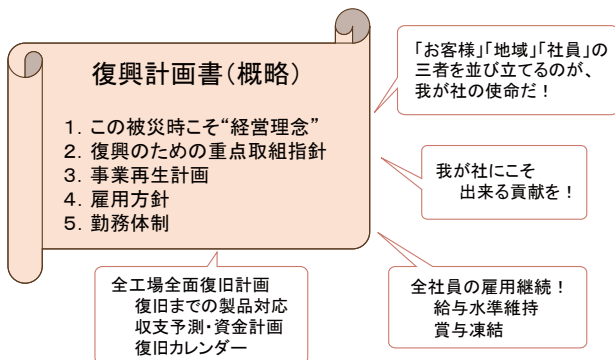 復興計画書（概略）
1．この被災時こそ“経営理念”
2．復興のための重点取組指針
3．事業再生計画
4．雇用方針
5．勤務体制
「お客様」「地域」「社員」の
三者を並び立てるのが、
我が社の使命だ！
我が社にこそ
出来る貢献を！
全社員の雇用継続！
給与水準維持
賞与凍結
全工場全面復旧計画
復旧までの製品対応
収支予測・資金計画
復旧カレンダー